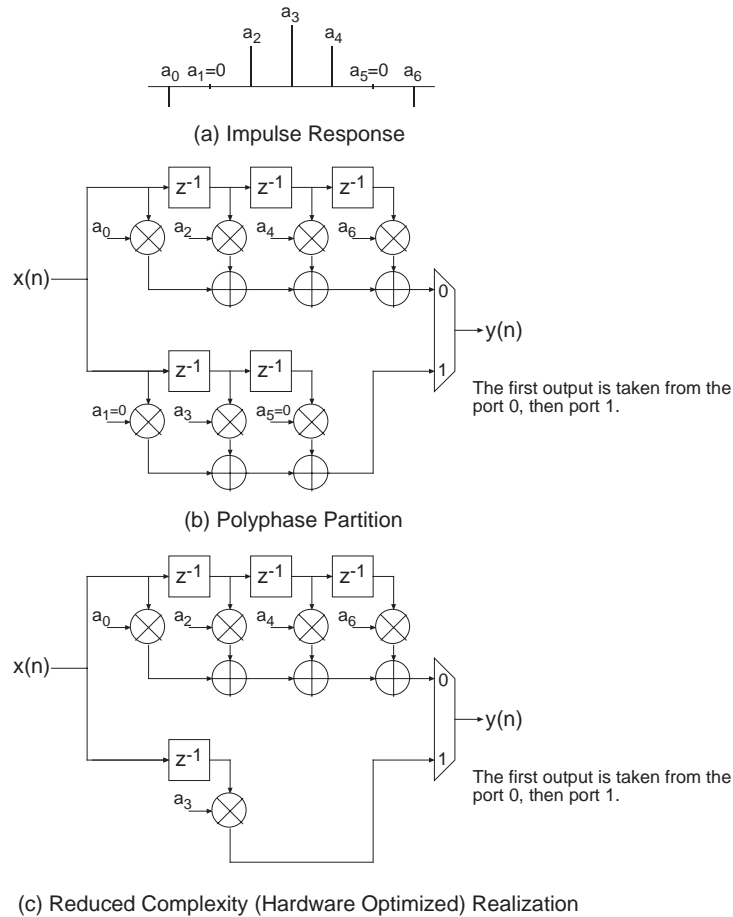 a3
a2 a4
a0 a1=0 a5=0 a6
(a) Impulse Response
z-1 z-1 z-1
a0 a2 a4 a6
x(n)
0
y(n)
z-1 z-1
1
The first output is taken from the
port 0, then port 1.
a1=0 a3 a5=0
(b) Polyphase Partition
z-1 z-1 z-1
a0 a2 a4 a6
x(n)
0
y(n)
z-1
1
The first output is taken from the
port 0, then port 1.
a3
(c) Reduced Complexity (Hardware Optimized) Realization